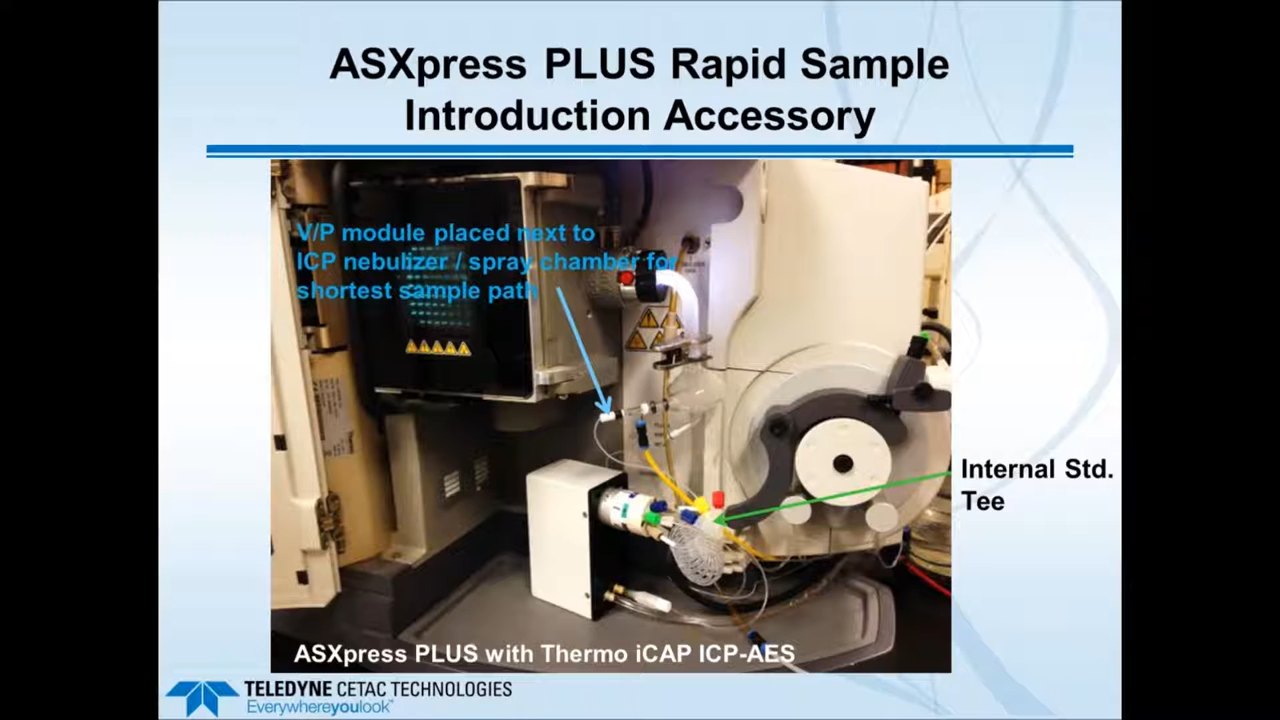 ASXpress PLUS Rapid Sample
Introduction Accessory
V/P module placed next to
ICP nebulizer / spray chamber for
shortest sample path
Internal Std.
Tee
ASXpress PLUS with Thermo iCAP ICP-AES
TELEDYNE CETAC TECHNOLOGIES
Everywhereyoulook™